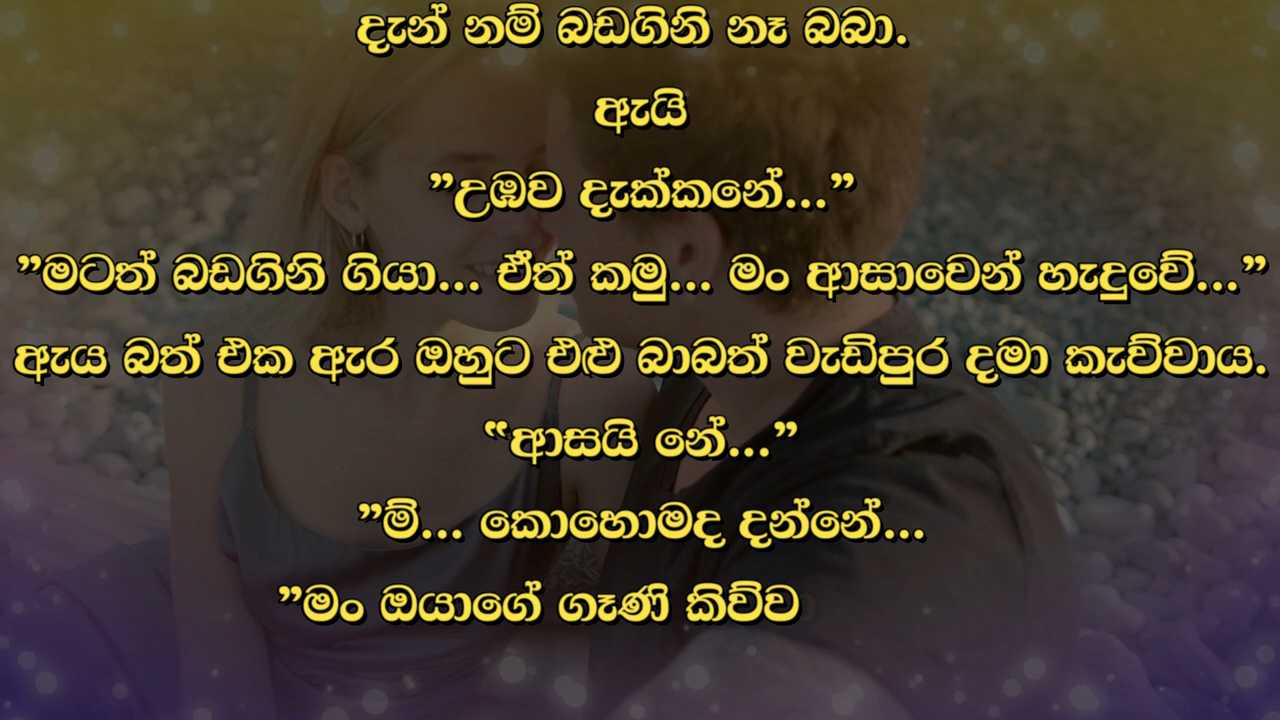 දැන් නම් බඩගිනි නෑ බබා.
ඇයි
”උඹව දැක්කනේ...”
”මටත් බඩගිනි ගියා... ඒත් කමු... මං ආසාවෙන් හැදුවේ...”
ඇය බත් එක ඇර ඔහුට එළු බාබත් වැඩිපුර දමා කැව්වාය.
“ආසයි නේ...”
”ම්... කොහොමද දන්නේ...
”මං ඔයාගේ ගෑණි කිව්ව